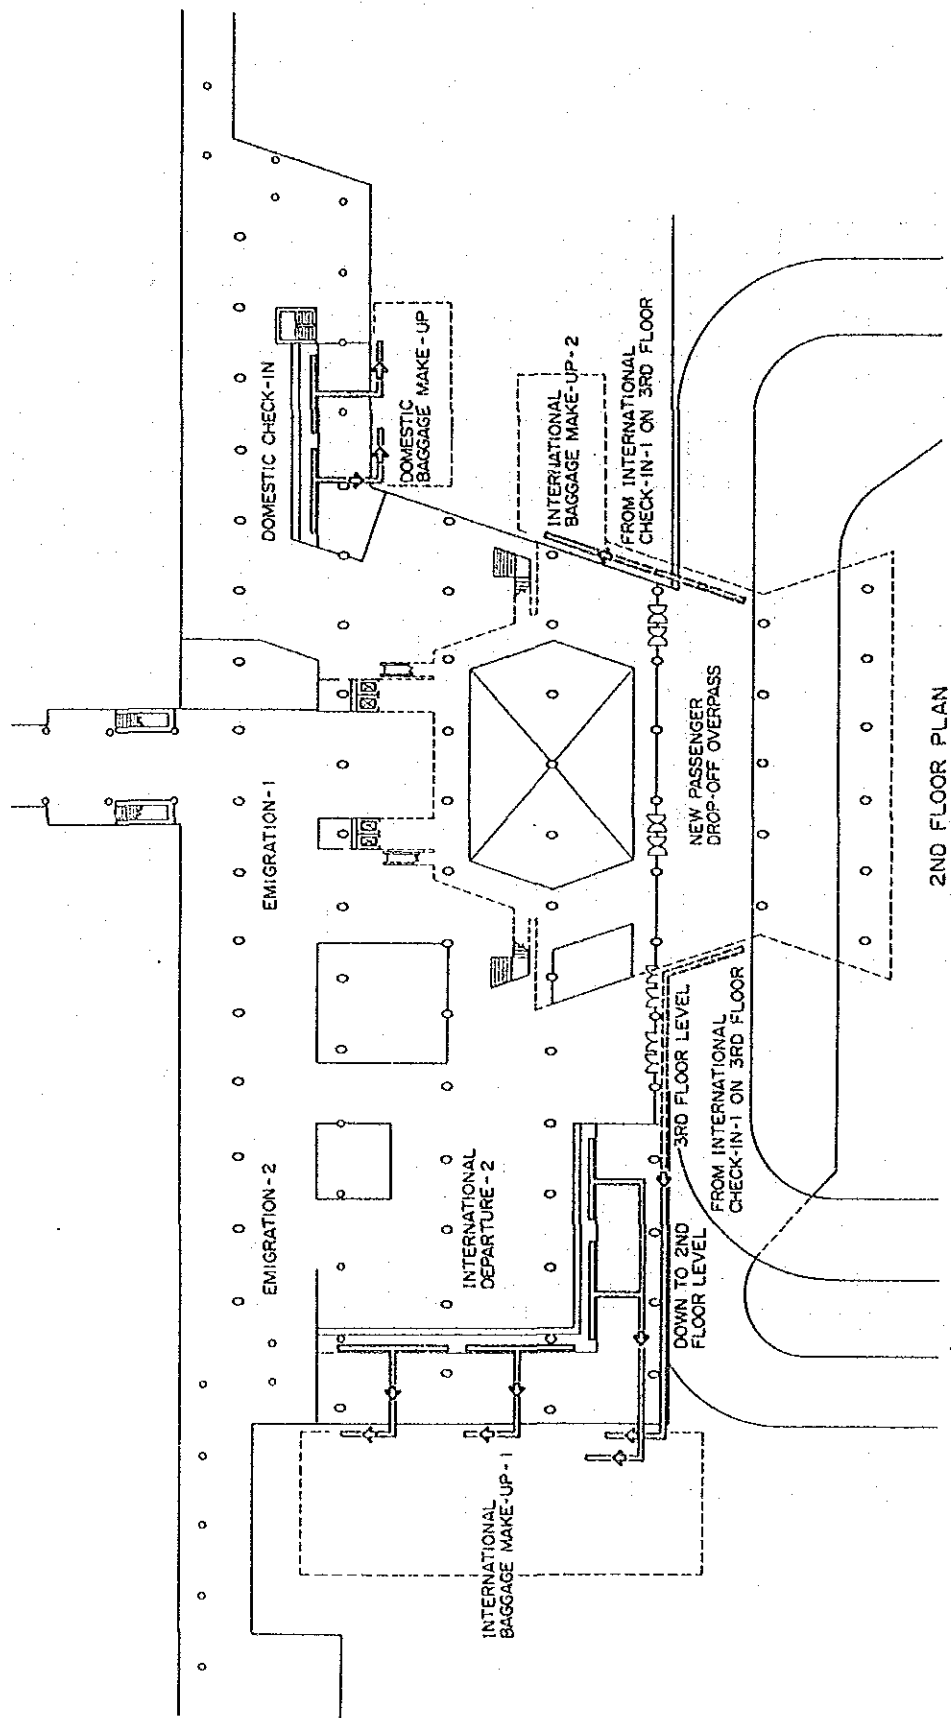 DOMESTIC CHECK-IN
DOMESTIC
BAGGAGE MAKE-UP
INTERNATIONAL
BAGGAGE MAKE-UP-2
FROM INTERNATIONAL
CHECK-IN-1 ON 3RD FLOOR
EMIGRATION-1
NEW PASSENGER
DROP-OFF OVERPASS
EMIGRATION-2
INTERNATIONAL
DEPARTURE-2
3RD FLOOR LEVEL
FROM INTERNATIONAL
CHECK-IN-1 ON 3RD FLOOR
DOWN TO 2ND
FLOOR LEVEL
INTERNATIONAL
BAGGAGE MAKE-UP-1
2ND FLOOR PLAN